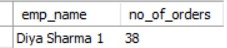 emp_name no_of_orders
Diya Sharma 1 38